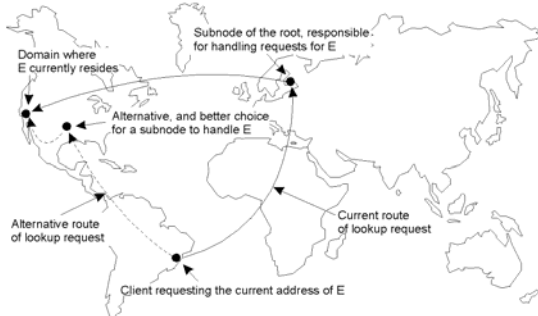 Subnode of the root, responsible
for handling requests for E
Domain where
E currently resides
Alternative, and better choice
for a subnode to handle E
Alternative route
of lookup request
Current route
of lookup request
Client requesting the current address of E